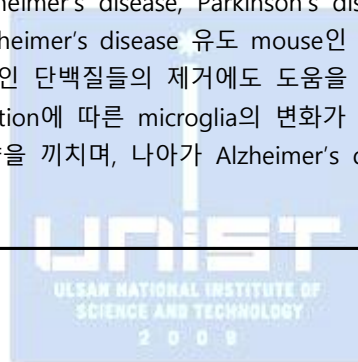 heimer's disease, Parkinson's dis
heimer's disease 유도 mouse인
인 단백질들의 제거에도 도움을
tion에 따른 microglia의 변화가
을 끼치며, 나아가 Alzheimer's d
UNIST
ULSAN NATIONAL INSTITUTE OF
SCIENCE AND TECHNOLOGY
2 0 0 9